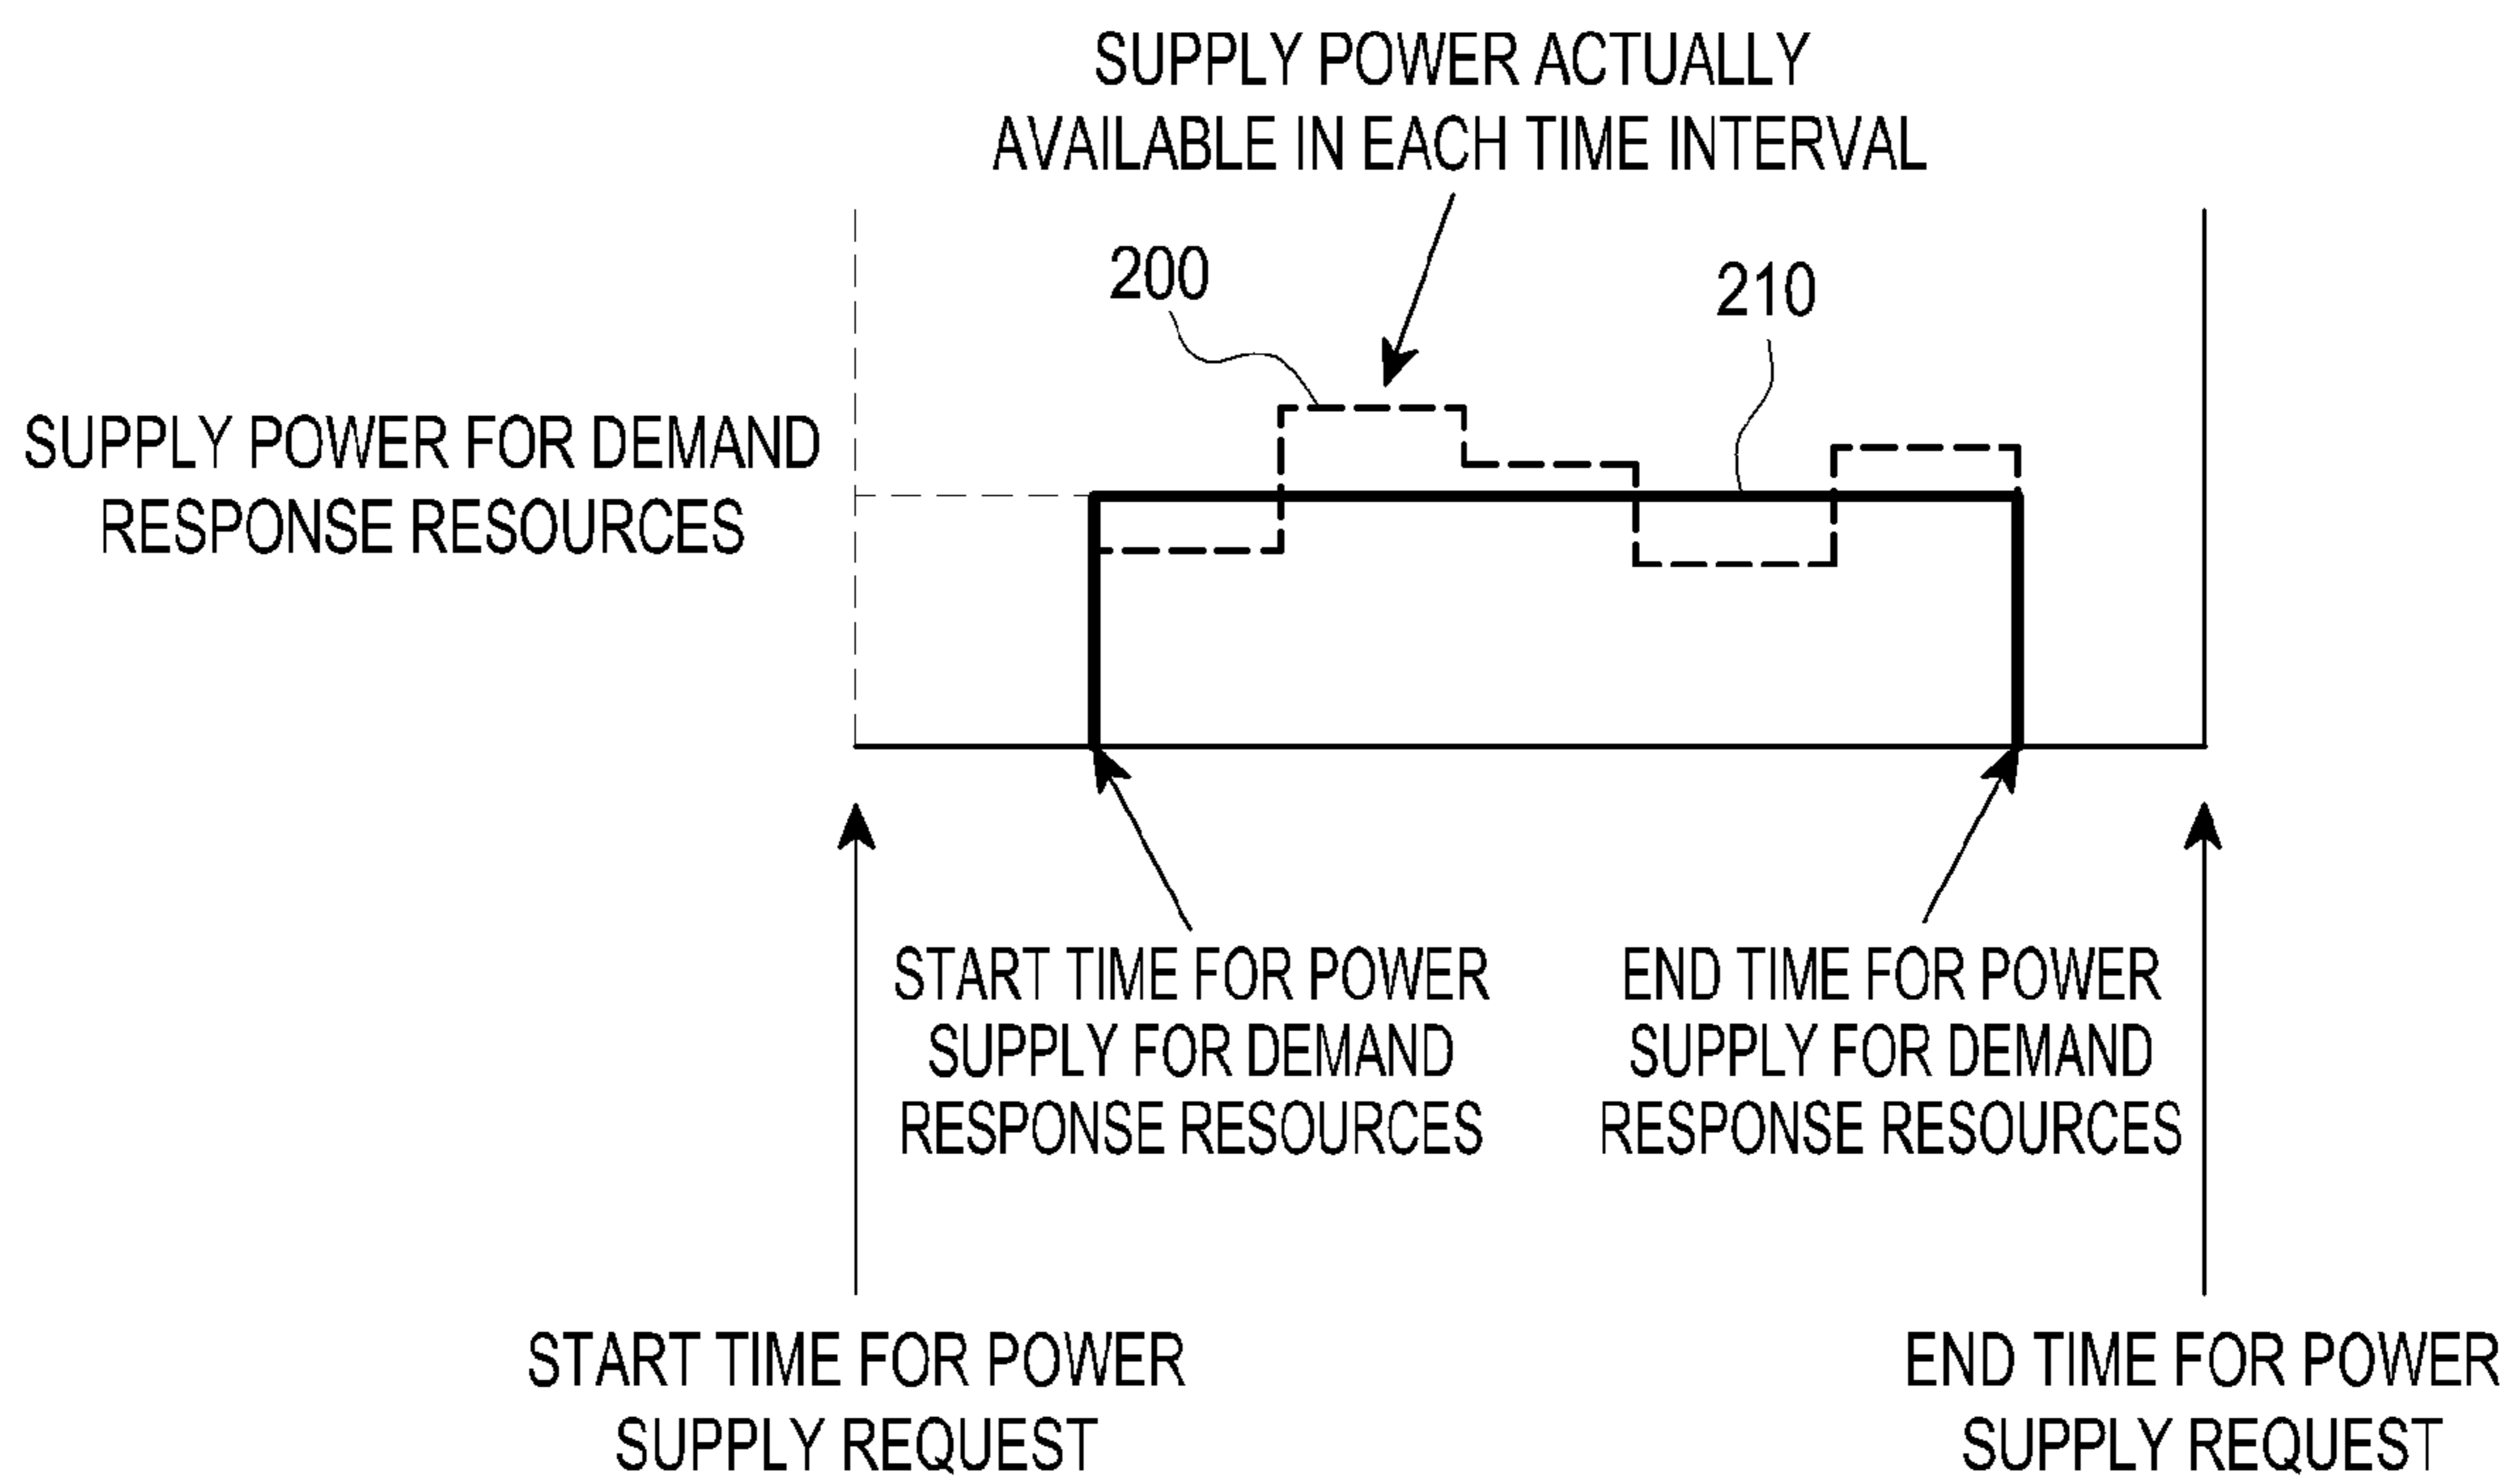 SUPPLY POWER ACTUALLY
AVAILABLE IN EACH TIME INTERVAL
200
210
SUPPLY POWER FOR DEMAND
RESPONSE RESOURCES
START TIME FOR POWER
SUPPLY FOR DEMAND
RESPONSE RESOURCES
END TIME FOR POWER
SUPPLY FOR DEMAND
RESPONSE RESOURCES
START TIME FOR POWER
SUPPLY REQUEST
END TIME FOR POWER
SUPPLY REQUEST